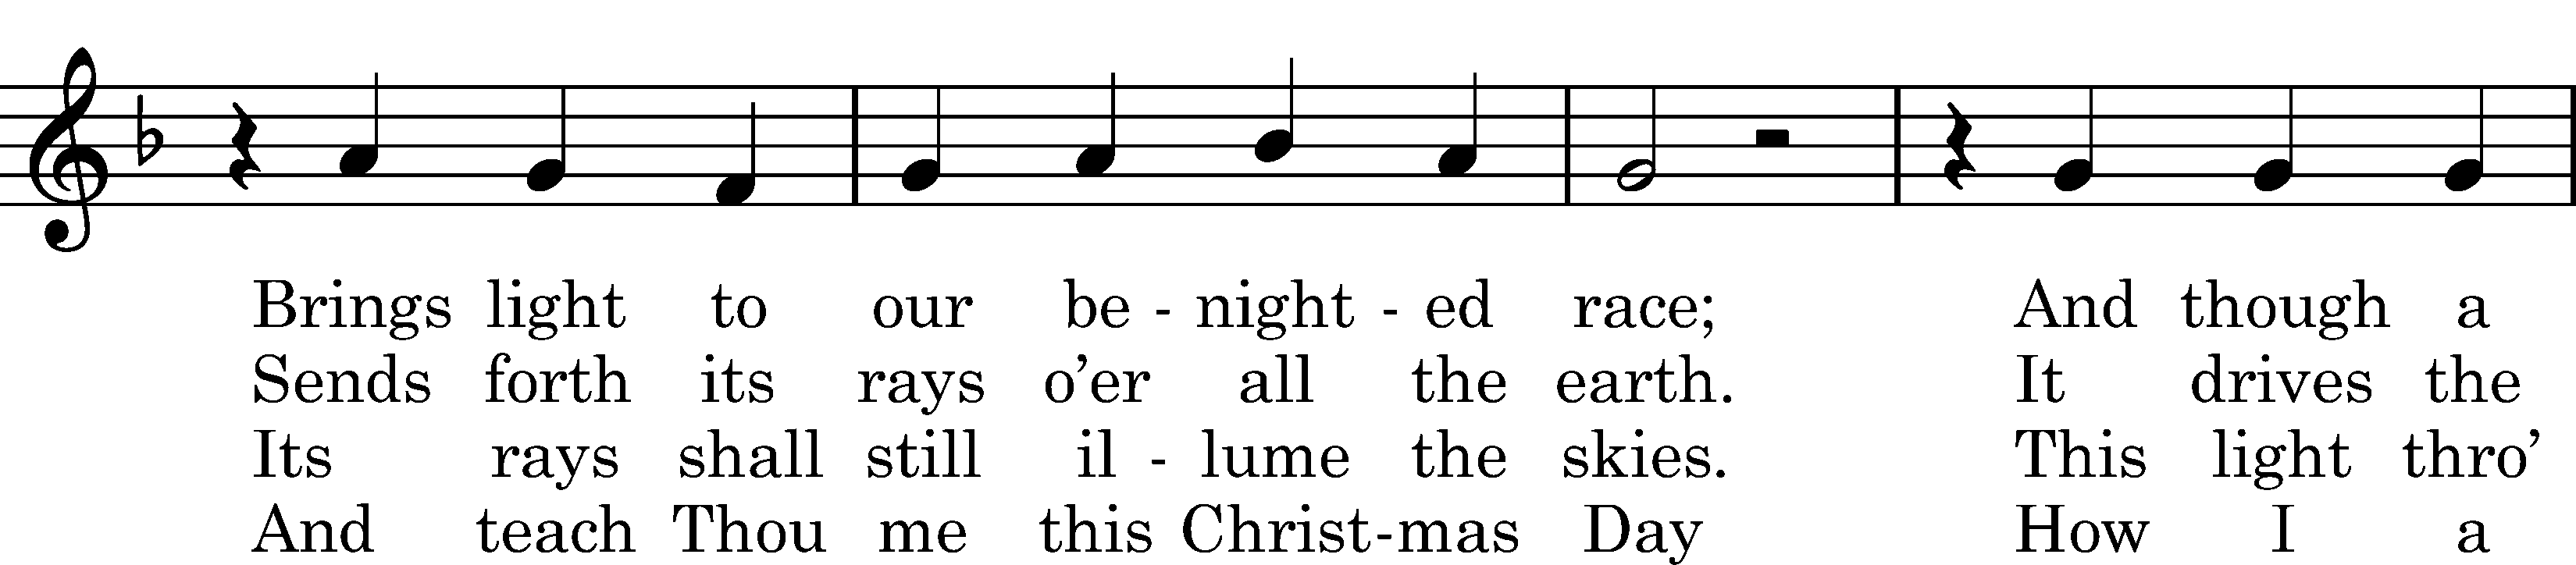 Brings light to our be - night - ed race; And though a
Sends forth its rays o’er all the earth. It drives the
Its rays shall still il - lume the skies. This light thro’
And teach Thou me this Christ-mas Day How I a